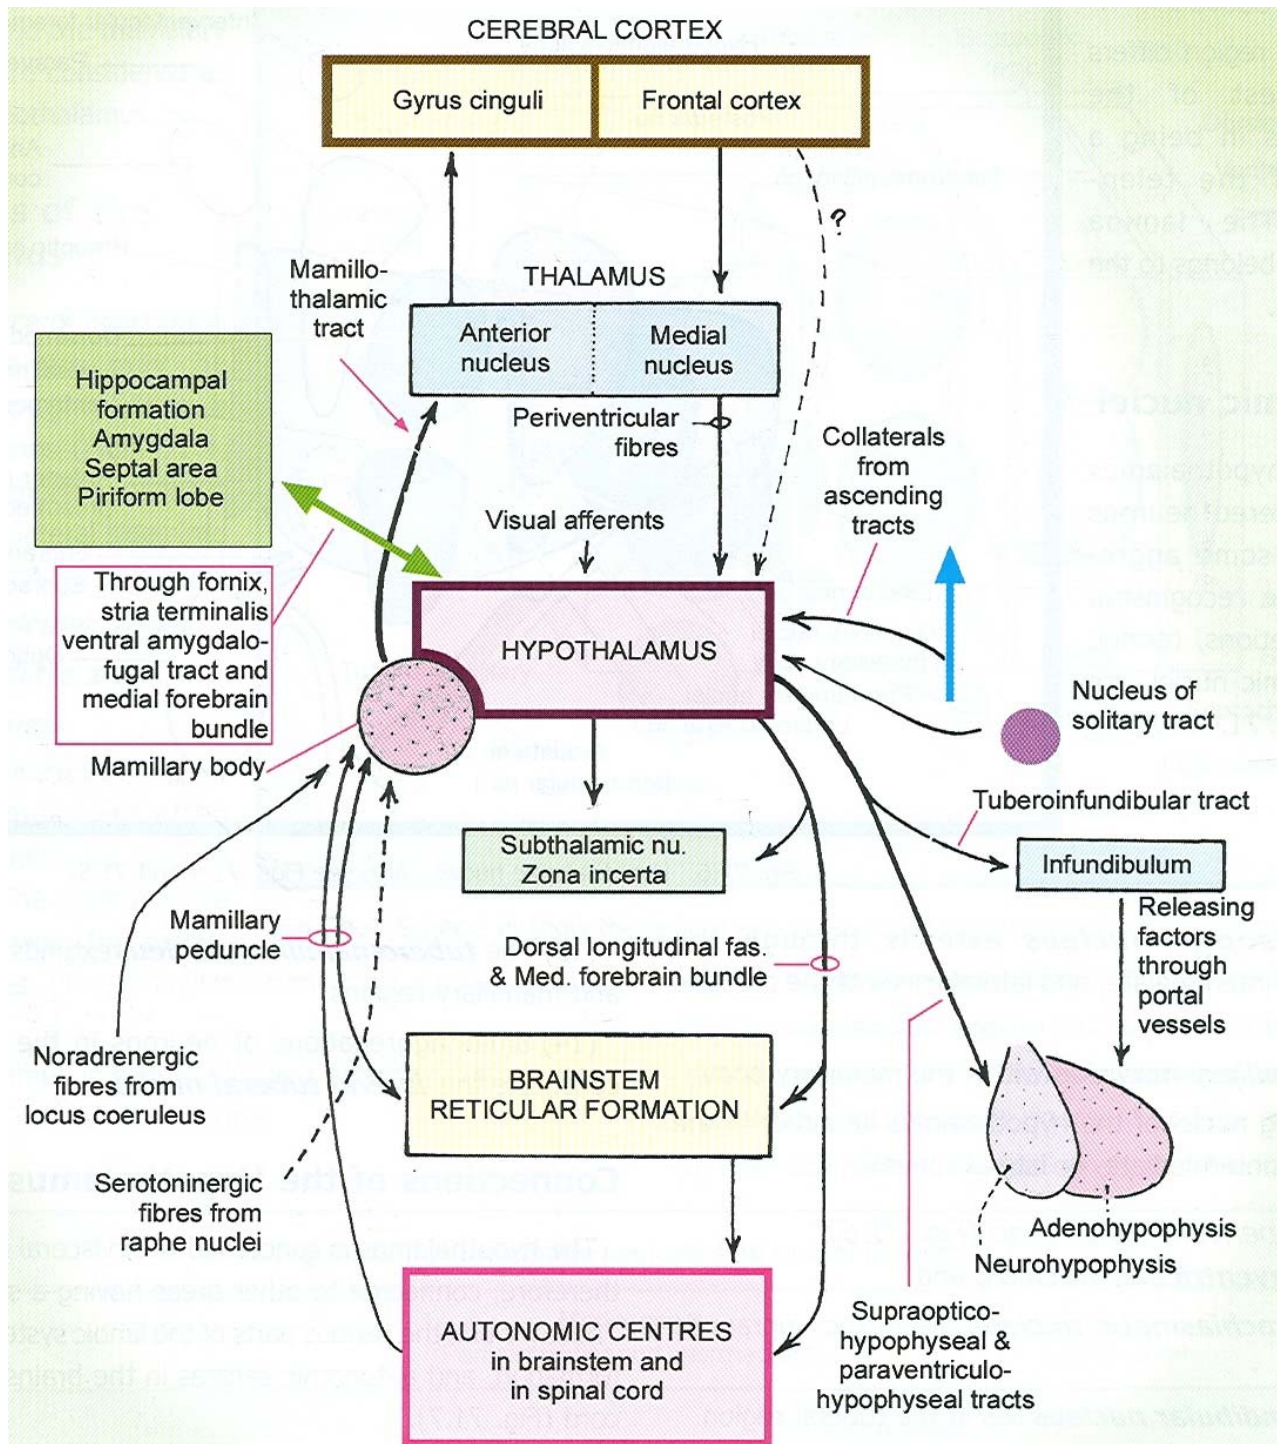 CEREBRAL CORTEX
Gyrus cinguli
Frontal cortex
?
Mamillo-
thalamic
tract
THALAMUS
Anterior
nucleus
Medial
nucleus
Hippocampal
formation
Amygdala
Septal area
Piriform lobe
Periventricular
fibres
Collaterals
from
ascending
tracts
Visual afferents
Through fornix,
stria terminalis
ventral amygdalo-
fugal tract and
medial forebrain
bundle
HYPOTHALAMUS
Nucleus of
solitary tract
Mamillary body
Tuberoinfundibular tract
Subthalamic nu.
Zona incerta
Infundibulum
Mamillary
peduncle
Dorsal longitudinal fas.
& Med. forebrain bundle
Releasing
factors
through
portal
vessels
Noradrenergic
fibres from
locus coeruleus
BRAINSTEM
RETICULAR FORMATION
Serotoninergic
fibres from
raphe nuclei
Adenohypophysis
Neurohypophysis
AUTONOMIC CENTRES
in brainstem and
in spinal cord
Supraoptico-
hypophyseal &
paraventriculo-
hypophyseal tracts